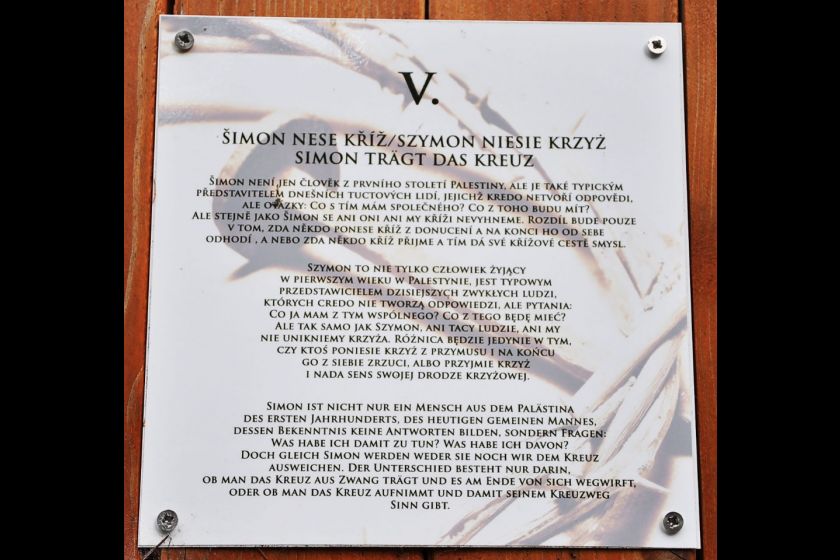 V.
ŠIMON NESE KŘÍŽ/SZYMON NIESIE KRZYŻ
SIMON TRÄGT DAS KREUZ
ŠIMON NENÍ JEN ČLOVĚK Z PRVNÍHO STOLETÍ PALESTINY, ALE JE TAKÉ TYPICKÝM
PŘEDSTAVITELEM DNEŠNÍCH TUCTOVÝCH LIDÍ, JEJICHŽ KREDO NETVOŘÍ ODPOVĚDI,
ALE OTÁZKY: CO S TÍM MÁM SPOLEČNÉHO? CO Z TOHO BUDU MÍT?
ALE STEJNĚ JAKO ŠIMON SE ANI ONI ANI MY KŘÍŽI NEVYHNEME. ROZDÍL BUDE POUZE
V TOM, ZDA NĚKDO PONESE KŘÍŽ Z DONUCENÍ A NA KONCI HO OD SEBE
ODHODÍ , A NEBO ZDA NĚKDO KŘÍŽ PŘIJME A TÍM DÁ SVÉ KŘÍŽOVÉ CESTĚ SMYSL.
SZYMON TO NIE TYLKO CZŁOWIEK ŻYJĄCY
W PIERWSZYM WIEKU W PALESTYNIE, JEST TYPOWYM
PRZEDSTAWICIELEM DZISIEJSZYCH ZWYKŁYCH LUDZI,
KTÓRYCH CREDO NIE TWORZĄ ODPOWIEDZI, ALE PYTANIA:
CO JA MAM Z TYM WSPÓLNEGO? CO Z TEGO BĘDĘ MIEĆ?
ALE TAK SAMO JAK SZYMON, ANI TACY LUDZIE, ANI MY
NIE UNIKNIEMY KRZYŻA. RÓŻNICA BĘDZIE JEDYNIE W TYM,
CZY KTOŚ PONIESIE KRZYŻ Z PRZYMUSU I NA KOŃCU
GO Z SIEBIE ZRZUCI, ALBO PRZYJMIE KRZYŻ
I NADA SENS SWOJEJ DRODZE KRZYŻOWEJ.
SIMON IST NICHT NUR EIN MENSCH AUS DEM PALÄSTINA
DES ERSTEN JAHRHUNDERTS, DES HEUTIGEN GEMEINEN MANNES,
DESSEN BEKENNTNIS KEINE ANTWORTEN BILDEN, SONDERN FRAGEN:
WAS HABE ICH DAMIT ZU TUN? WAS HABE ICH DAVON?
DOCH GLEICH SIMON WERDEN WEDER SIE NOCH WIR DEM KREUZ
AUSWEICHEN. DER UNTERSCHIED BESTEHT NUR DARIN,
OB MAN DAS KREUZ AUS ZWANG TRÄGT UND ES AM ENDE VON SICH WEGWIRFT,
ODER OB MAN DAS KREUZ AUFNIMMT UND DAMIT SEINEM KREUZWEG
SINN GIBT.